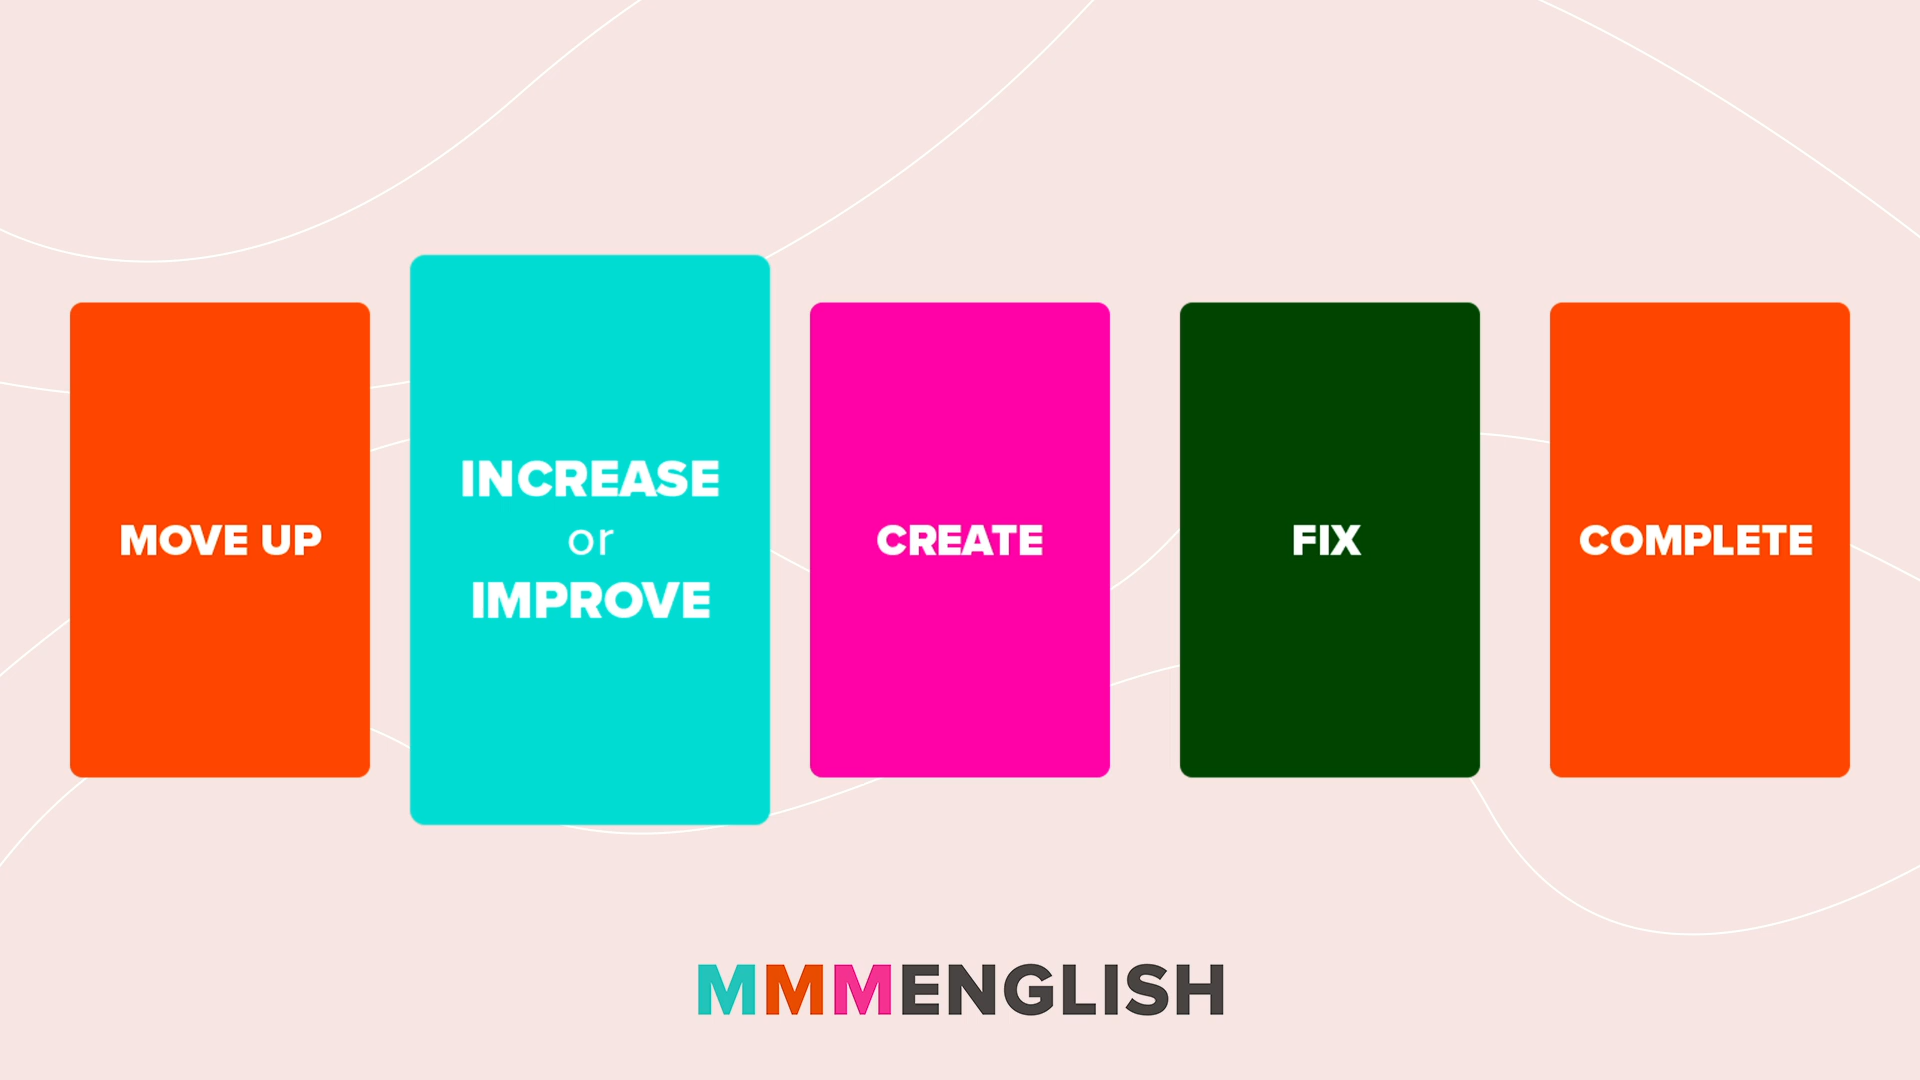 MOVE UP
INCREASE
or
IMPROVE
CREATE
FIX
COMPLETE
MMMENGLISH